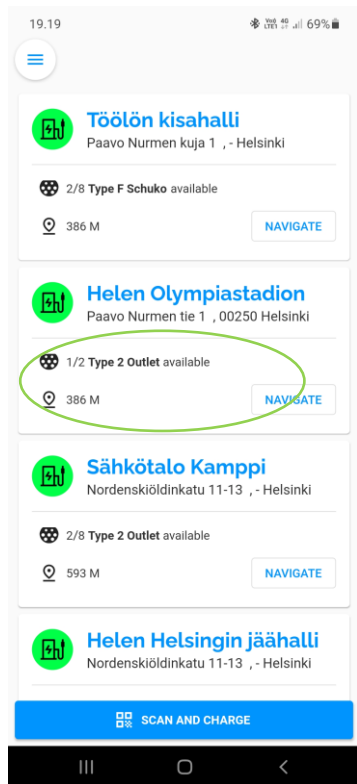 19.19 Vo9) 4G LTE1 69%
Töölön kisahalli
Paavo Nurmen kuja 1 , - Helsinki
2/8 Type F Schuko available
386 M NAVIGATE
Helen Olympiastadion
Paavo Nurmen tie 1 , 00250 Helsinki
1/2 Type 2 Outlet available
386 M NAVIGATE
Sähkötalo Kamppi
Nordenskiöldinkatu 11-13 , - Helsinki
2/8 Type 2 Outlet available
593 M NAVIGATE
Helen Helsingin jäähalli
Nordenskiöldinkatu 11-13 , - Helsinki
SCAN AND CHARGE